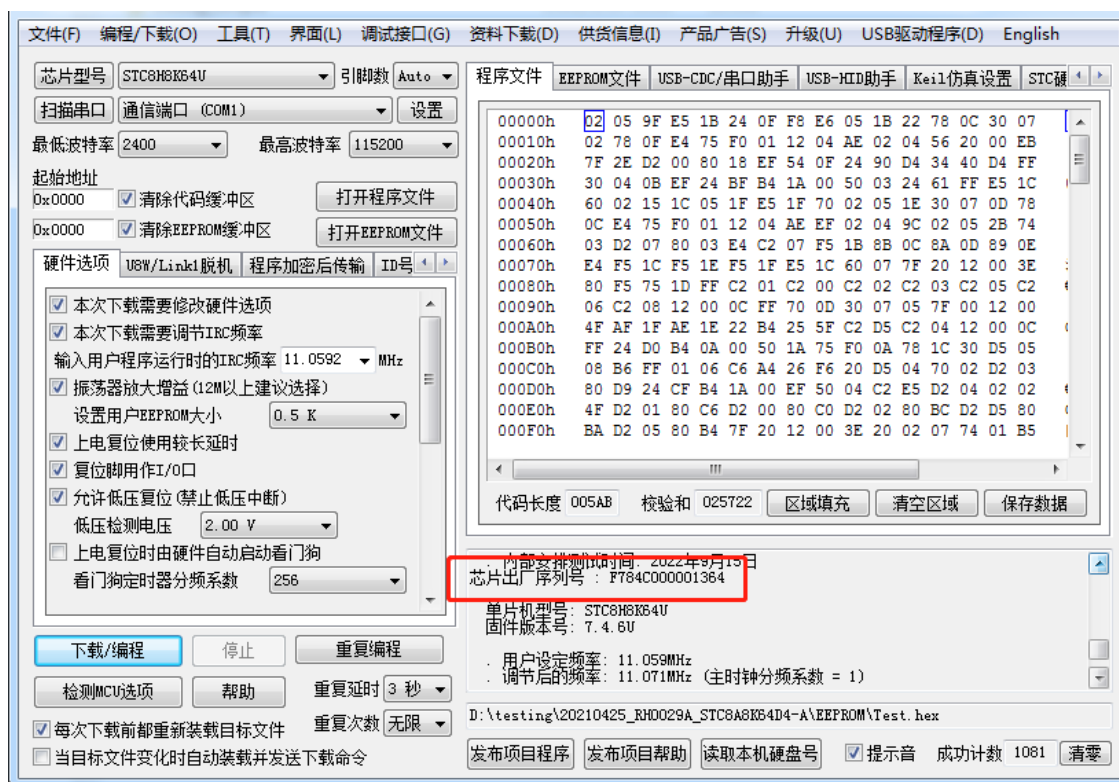 文件(F) 编程/下载(O) 工具(T) 界面(L) 调试接口(G) 资料下载(D) 供货信息(I) 产品广告(S) 升级(U) USB驱动程序(D) English
芯片型号 STC8H8K64U 引脚数 Auto
扫描串口 通信端口 (COM1) 设置
最低波特率 2400 最高波特率 115200
起始地址
0x0000 清除代码缓冲区 打开程序文件
0x0000 清除EEPROM缓冲区 打开EEPROM文件
硬件选项 U8W/Link1脱机 程序加密后传输 ID号
本次下载需要修改硬件选项
本次下载需要调节IRC频率
输入用户程序运行时的IRC频率 11.0592 MHz
振荡器放大增益(12M以上建议选择)
设置用户EEPROM大小 0.5 K
上电复位使用较长延时
复位脚用作I/O口
允许低压复位(禁止低压中断)
低压检测电压 2.00 V
上电复位时由硬件自动启动看门狗
看门狗定时器分频系数 256
下载/编程 停止 重复编程
检测MCU选项 帮助 重复延时 3 秒
每次下载前都重新装载目标文件 重复次数 无限
当目标文件变化时自动装载并发送下载命令
程序文件 EEPROM文件 USB-CDC/串口助手 USB-HID助手 Keil仿真设置 STC硬
00000h 02 05 9F E5 1B 24 0F F8 E6 05 1B 22 78 0C 30 07
00010h 02 78 0F E4 75 F0 01 12 04 AE 02 04 56 20 00 EB
00020h 7F 2E D2 00 80 18 EF 54 0F 24 90 D4 34 40 D4 FF
00030h 30 04 0B EF 24 BF B4 1A 00 50 03 24 61 FF E5 1C
00040h 60 02 15 1C 05 1F E5 1F 70 02 05 1E 30 07 0D 78
00050h 0C E4 75 F0 01 12 04 AE EF 02 04 9C 02 05 2B 74
00060h 03 D2 07 80 03 E4 C2 07 F5 1B 8B 0C 8A 0D 89 0E
00070h E4 F5 1C F5 1E F5 1F E5 1C 60 07 7F 20 12 00 3E
00080h 80 F5 75 1D FF C2 01 C2 00 C2 02 C2 03 C2 05 C2
00090h 06 C2 08 12 00 0C FF 70 0D 30 07 05 7F 00 12 00
000A0h 4F AF 1F AE 1E 22 B4 25 5F C2 D5 C2 04 12 00 0C
000B0h FF 24 D0 B4 0A 00 50 1A 75 F0 0A 78 1C 30 D5 05
000C0h 08 B6 FF 01 06 C6 A4 26 F6 20 D5 04 70 02 D2 03
000D0h 80 D9 24 CF B4 1A 00 EF 50 04 C2 E5 D2 04 02 02
000E0h 4F D2 01 80 C6 D2 00 80 C0 D2 02 80 BC D2 D5 80
000F0h BA D2 05 80 B4 7F 20 12 00 3E 20 02 07 74 01 B5
代码长度 005AB 校验和 025722 区域填充 清空区域 保存数据
. 内部安排测试时间: 2022年9月15日
芯片出厂序列号 : F784C000001364
单片机型号: STC8H8K64U
固件版本号: 7.4.6U
. 用户设定频率: 11.059MHz
. 调节后的频率: 11.071MHz (主时钟分频系数 = 1)
D:\testing\20210425_RH0029A_STC8A8K64D4-A\EEPROM\Test.hex
发布项目程序 发布项目帮助 读取本机硬盘号 提示音 成功计数 1081 清零